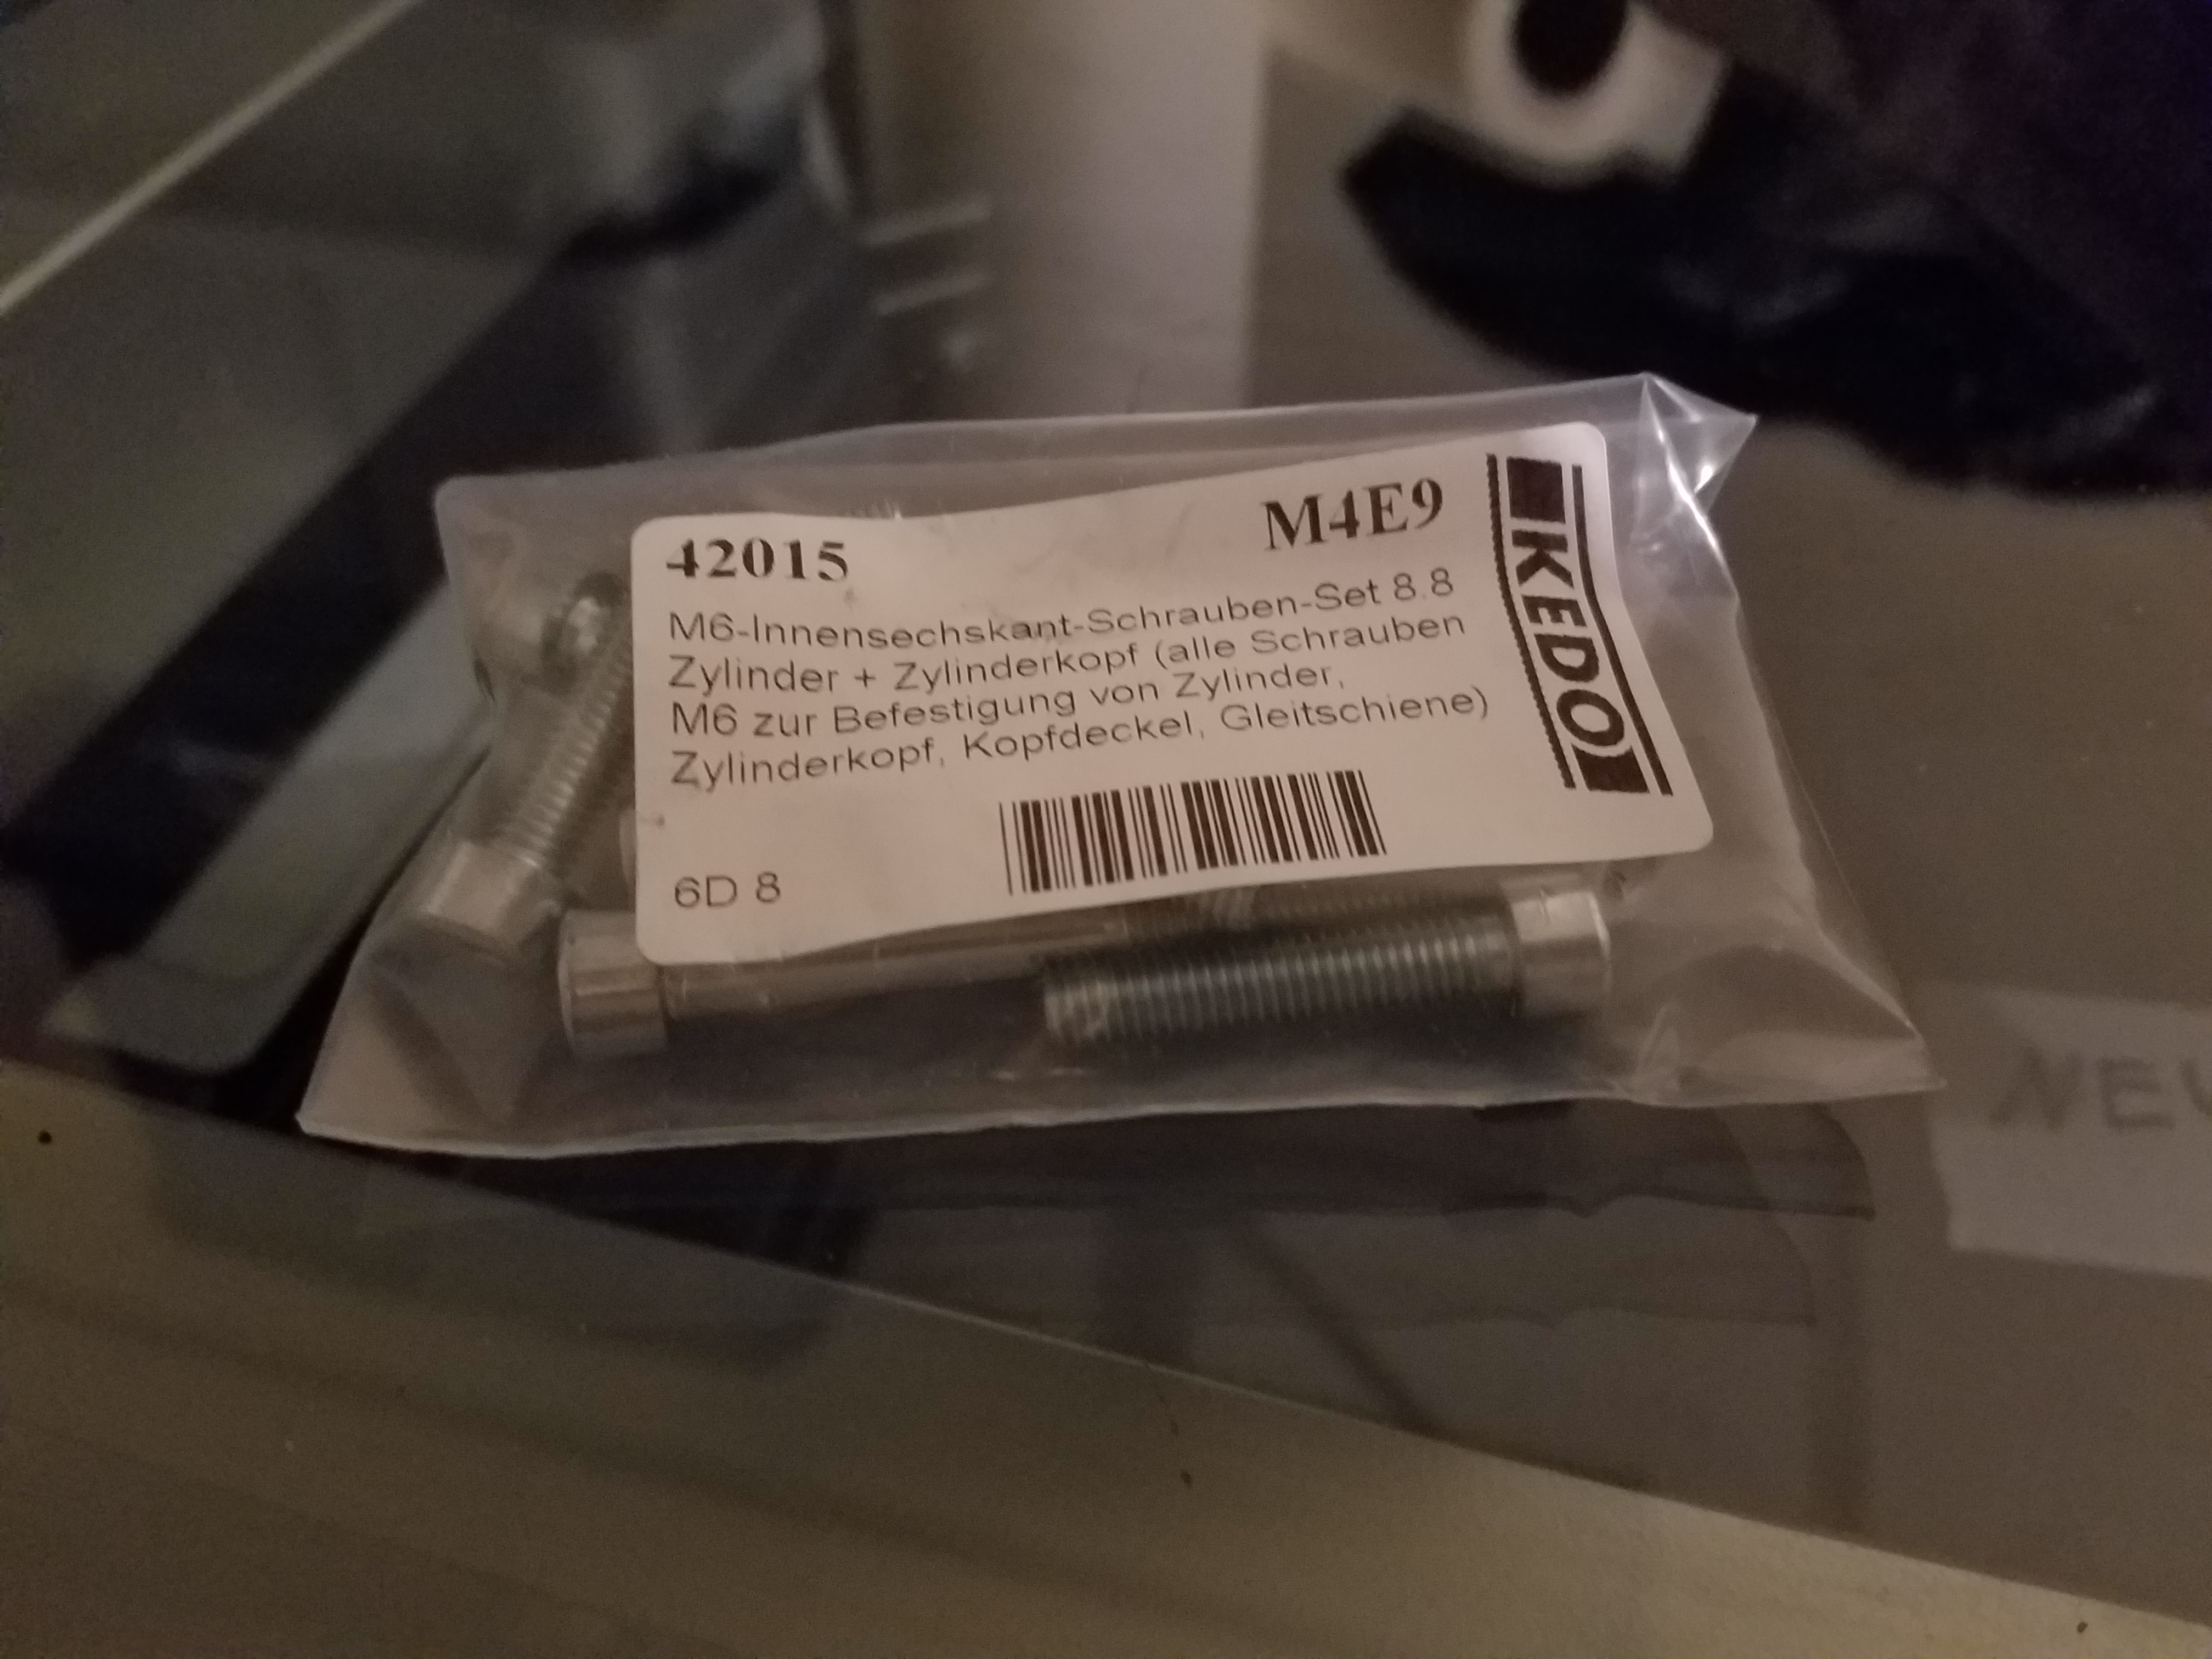 42015
M4E9
M6-Innensechskant-Schrauben-Set 8.8
Zylinder + Zylinderkopf (alle Schrauben
M6 zur Befestigung von Zylinder,
Zylinderkopf, Kopfdeckel, Gleitschiene)
6D 8
KEDO